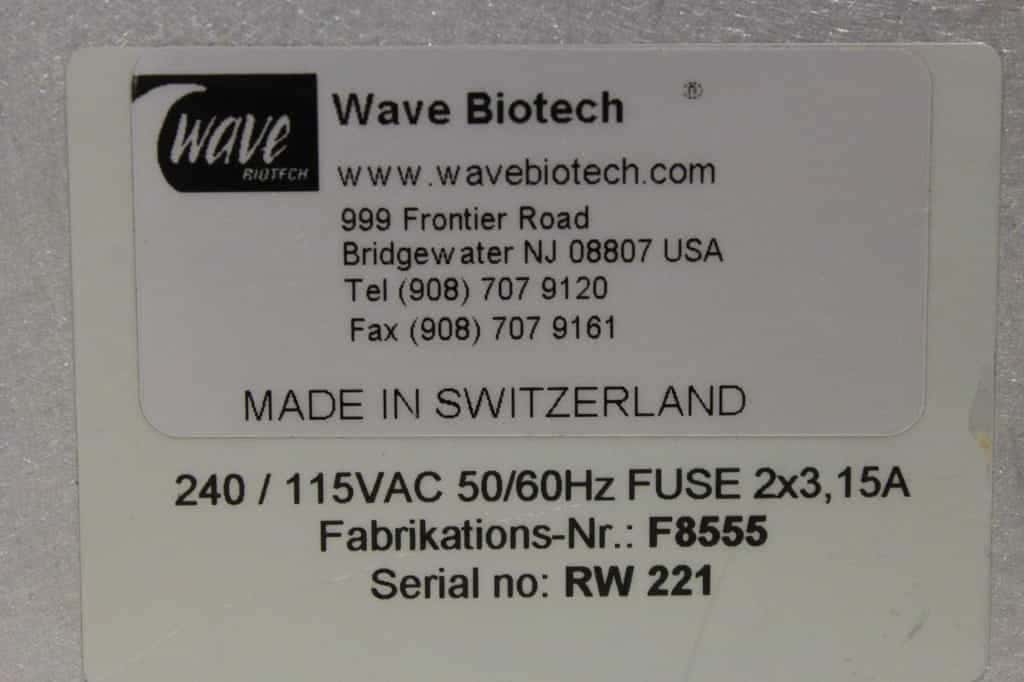 wave
BIOTECH
Wave Biotech ®
www.wavebiotech.com
999 Frontier Road
Bridgewater NJ 08807 USA
Tel (908) 707 9120
Fax (908) 707 9161
MADE IN SWITZERLAND
240 / 115VAC 50/60Hz FUSE 2x3,15A
Fabrikations-Nr.: F8555
Serial no: RW 221